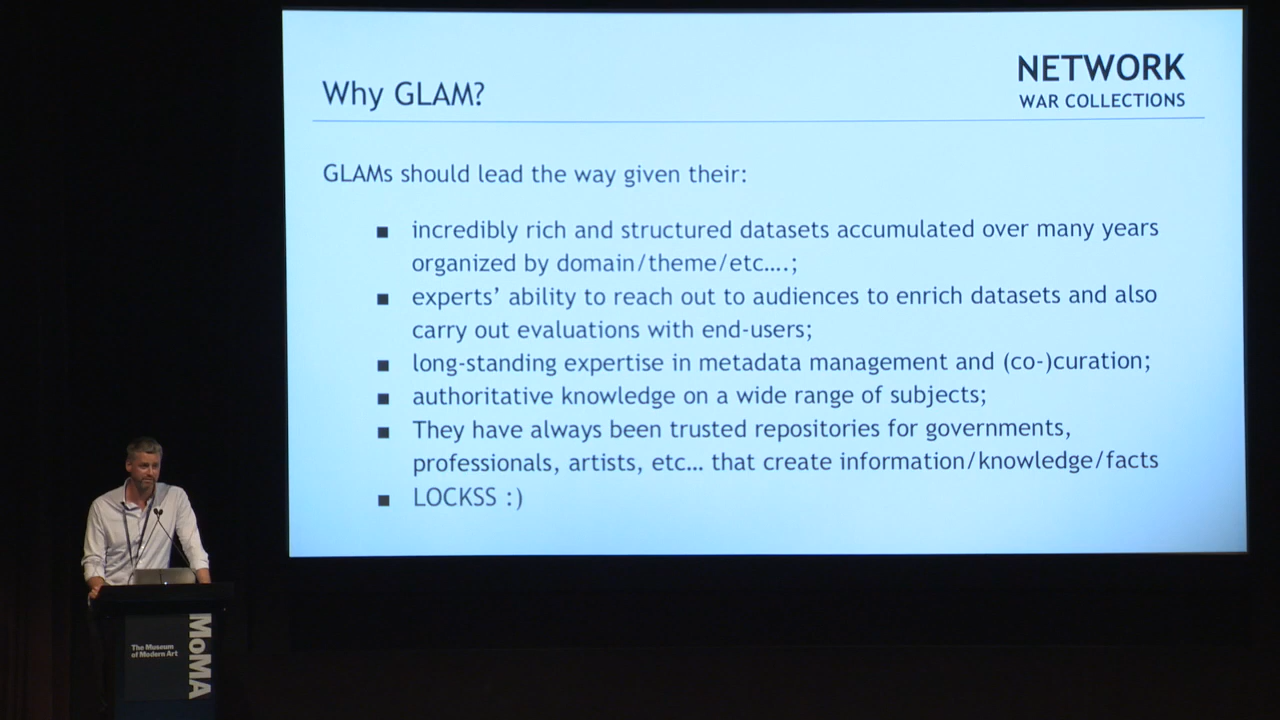 Why GLAM?
NETWORK
WAR COLLECTIONS
GLAMs should lead the way given their:
■ incredibly rich and structured datasets accumulated over many years
organized by domain/theme/etc....;
■ experts’ ability to reach out to audiences to enrich datasets and also
carry out evaluations with end-users;
■ long-standing expertise in metadata management and (co-)curation;
■ authoritative knowledge on a wide range of subjects;
■ They have always been trusted repositories for governments,
professionals, artists, etc… that create information/knowledge/facts
■ LOCKSS :)
The Museum
of Modern Art
MoMA